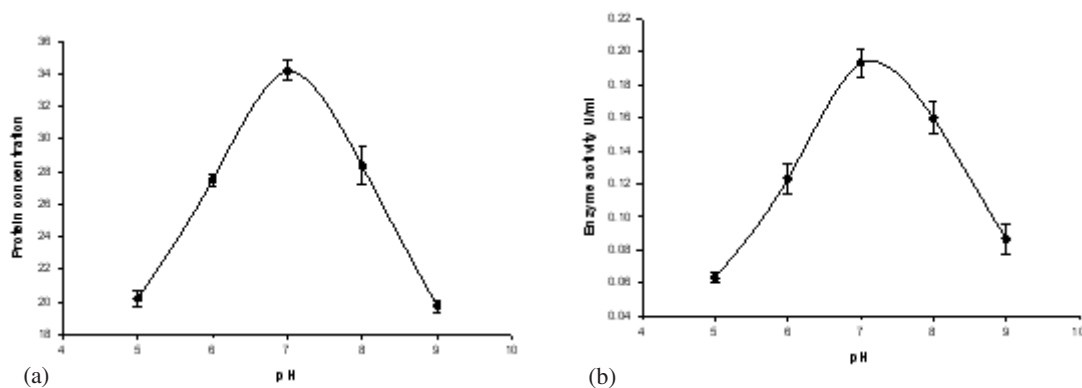 36
34
32
30
28
26
24
22
20
18
Protein concentration
4 5 6 7 8 9 10
pH
(a)
0.22
0.20
0.18
0.16
0.14
0.12
0.10
0.08
0.06
0.04
Enzyme activity U/ml
4 5 6 7 8 9 10
pH
(b)